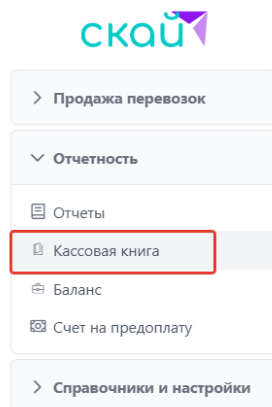 скай
Продажа перевозок
Отчетность
Отчеты
Кассовая книга
Баланс
Счет на предоплату
Справочники и настройки